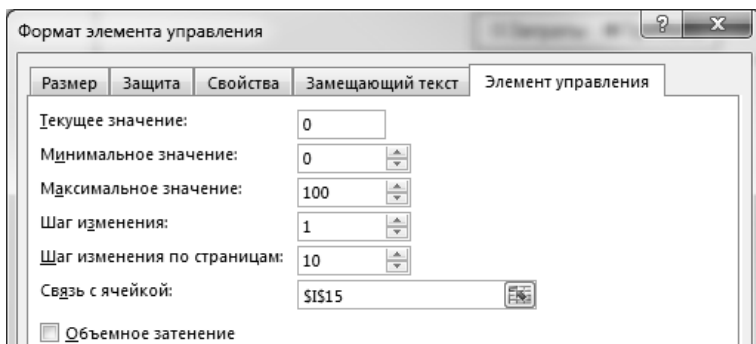 Формат элемента управления
Размер Защита Свойства Замещающий текст Элемент управления
Текущее значение: 0
Минимальное значение: 0
Максимальное значение: 100
Шаг изменения: 1
Шаг изменения по страницам: 10
Связь с ячейкой: $I$15
Объемное затенение